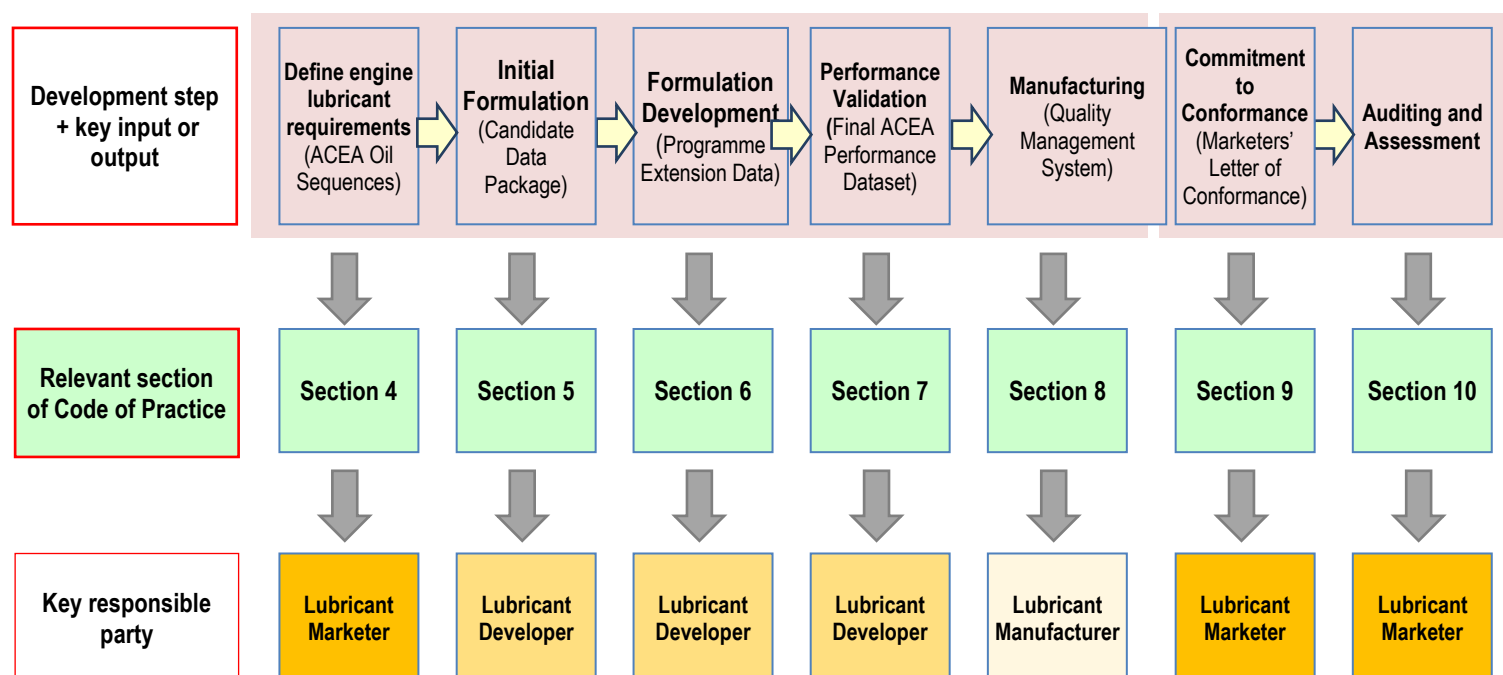 Development step
+ key input or
output
Define engine
lubricant
requirements
(ACEA Oil
Sequences)
Initial
Formulation
(Candidate
Data
Package)
Formulation
Development
(Programme
Extension Data)
Performance
Validation
(Final ACEA
Performance
Dataset)
Manufacturing
(Quality
Management
System)
Commitment
to
Conformance
(Marketers’
Letter of
Conformance)
Auditing and
Assessment
Relevant section
of Code of Practice
Section 4
Section 5
Section 6
Section 7
Section 8
Section 9
Section 10
Key responsible
party
Lubricant
Marketer
Lubricant
Developer
Lubricant
Developer
Lubricant
Developer
Lubricant
Manufacturer
Lubricant
Marketer
Lubricant
Marketer